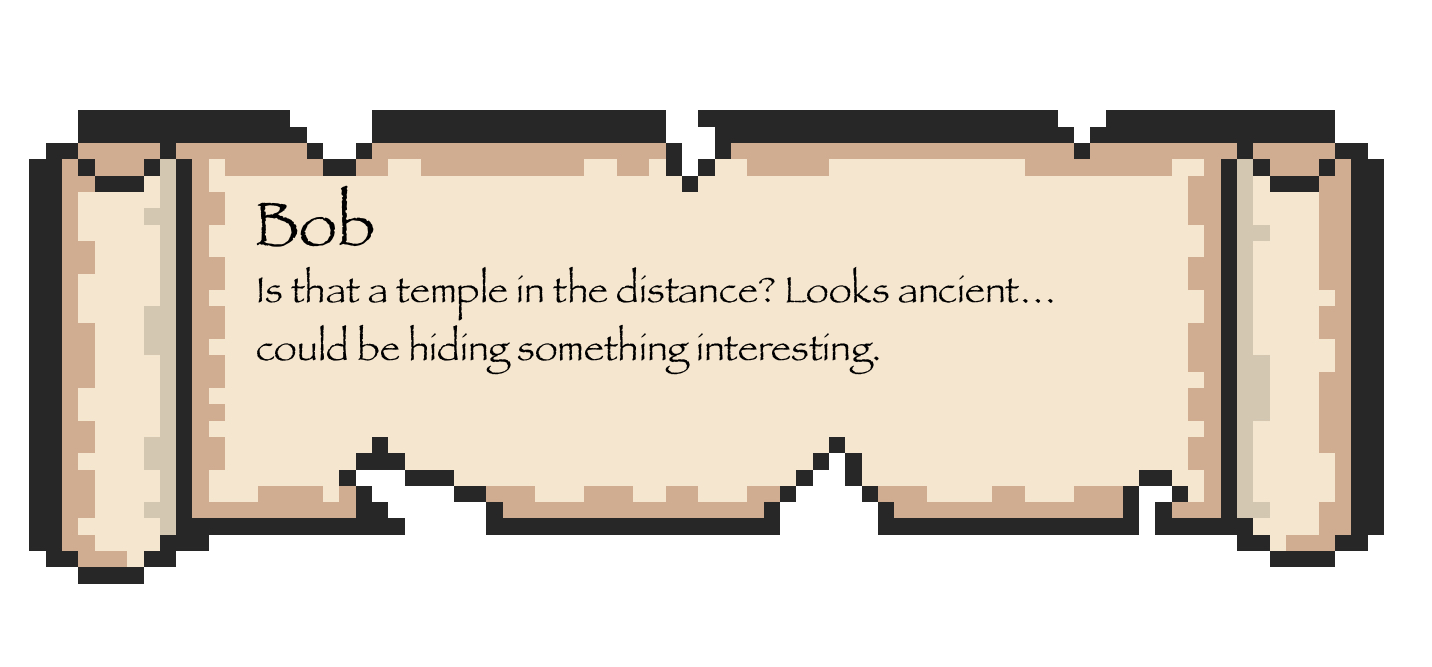 Bob
Is that a temple in the distance? Looks ancient...
could be hiding something interesting.